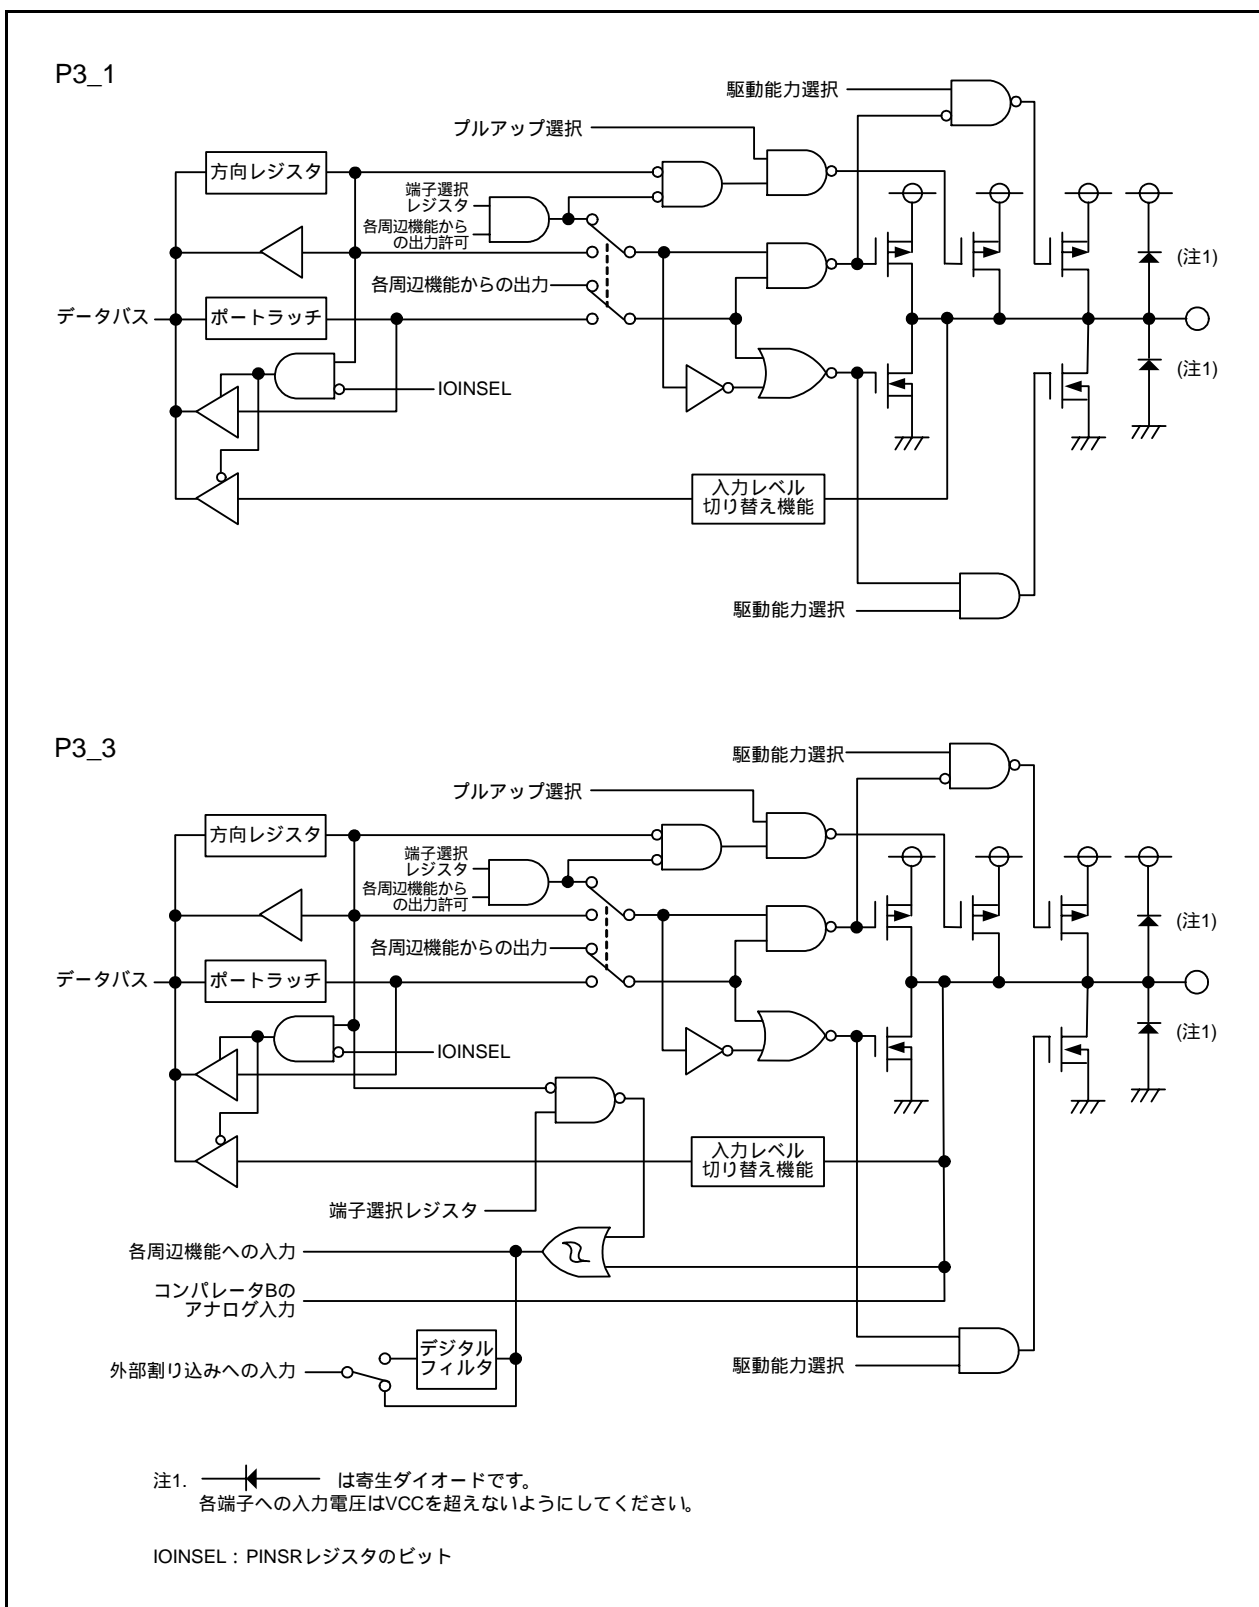 P3_1
駆動能力選択
プルアップ選択
方向レジスタ
端子選択
レジスタ
各周辺機能から
の出力許可
(注1)
各周辺機能からの出力
データバス
ポートラッチ
(注1)
IOINSEL
入力レベル
切り替え機能
駆動能力選択
P3_3
駆動能力選択
プルアップ選択
方向レジスタ
端子選択
レジスタ
各周辺機能から
の出力許可
(注1)
各周辺機能からの出力
データバス
ポートラッチ
(注1)
IOINSEL
入力レベル
切り替え機能
端子選択レジスタ
各周辺機能への入力
コンパレータBの
アナログ入力
デジタル
フィルタ
外部割り込みへの入力
駆動能力選択
注1. は寄生ダイオードです。
各端子への入力電圧はVCCを超えないようにしてください。
IOINSEL : PINSRレジスタのビット